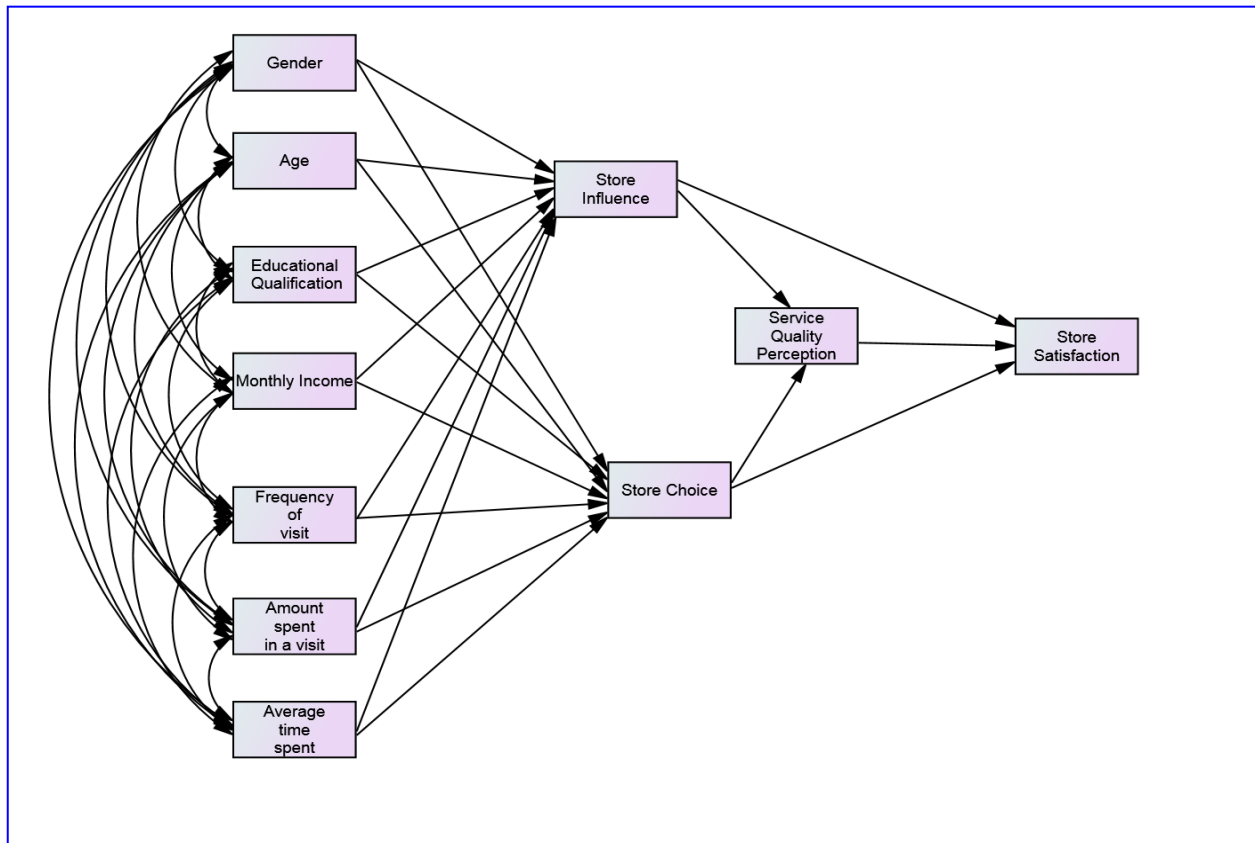 Gender
Age
Educational
Qualification
Monthly Income
Frequency
of
visit
Amount
spent
in a visit
Average
time
spent
Store
Influence
Store Choice
Service
Quality
Perception
Store
Satisfaction